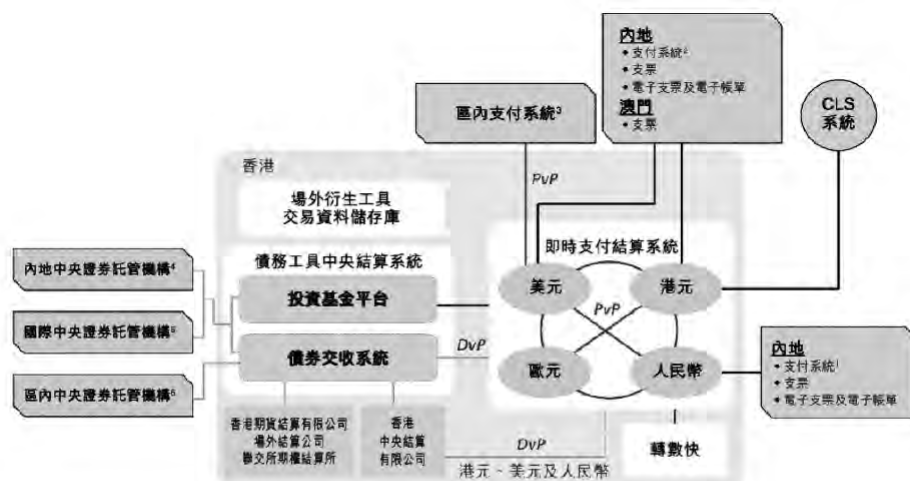 內地
• 支付系統²
• 支票
• 電子支票及電子帳單
澳門
• 支票
CLS
系統
區內支付系統³
香港
PvP
場外衍生工具
交易資料儲存庫
即時支付結算系統
債務工具中央結算系統
內地中央證券託管機構⁴
投資基金平台
美元
港元
PvP
國際中央證券託管機構⁵
債券交收系統
DvP
歐元
人民幣
內地
• 支付系統¹
• 支票
• 電子支票及電子帳單
區內中央證券託管機構⁶
香港期貨結算有限公司
場外結算公司
聯交所期權結算所
香港
中央結算
有限公司
DvP
港元、美元及人民幣
轉數快